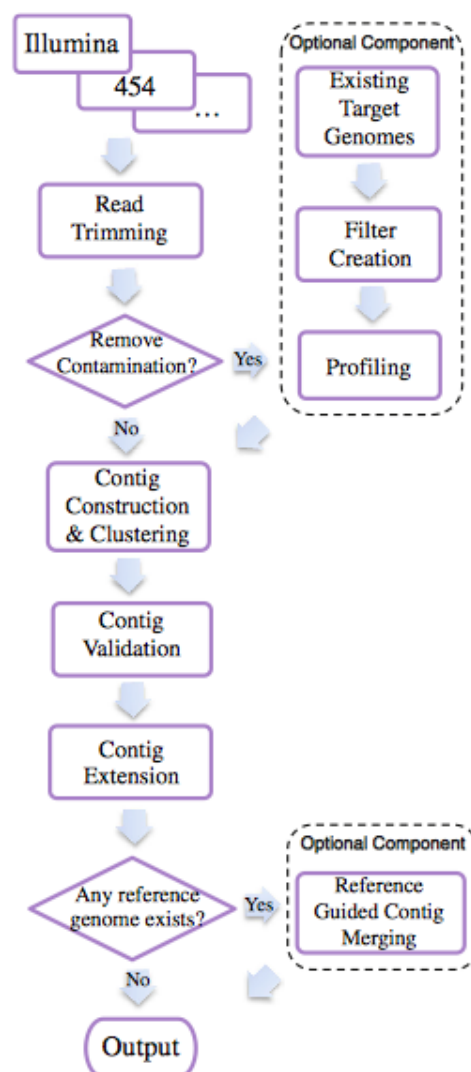 Illumina
454
...
Read
Trimming
Remove
Contamination?
Yes
No
Optional Component
Existing
Target
Genomes
Filter
Creation
Profiling
Contig
Construction
& Clustering
Contig
Validation
Contig
Extension
Any reference
genome exists?
Yes
No
Optional Component
Reference
Guided Contig
Merging
Output